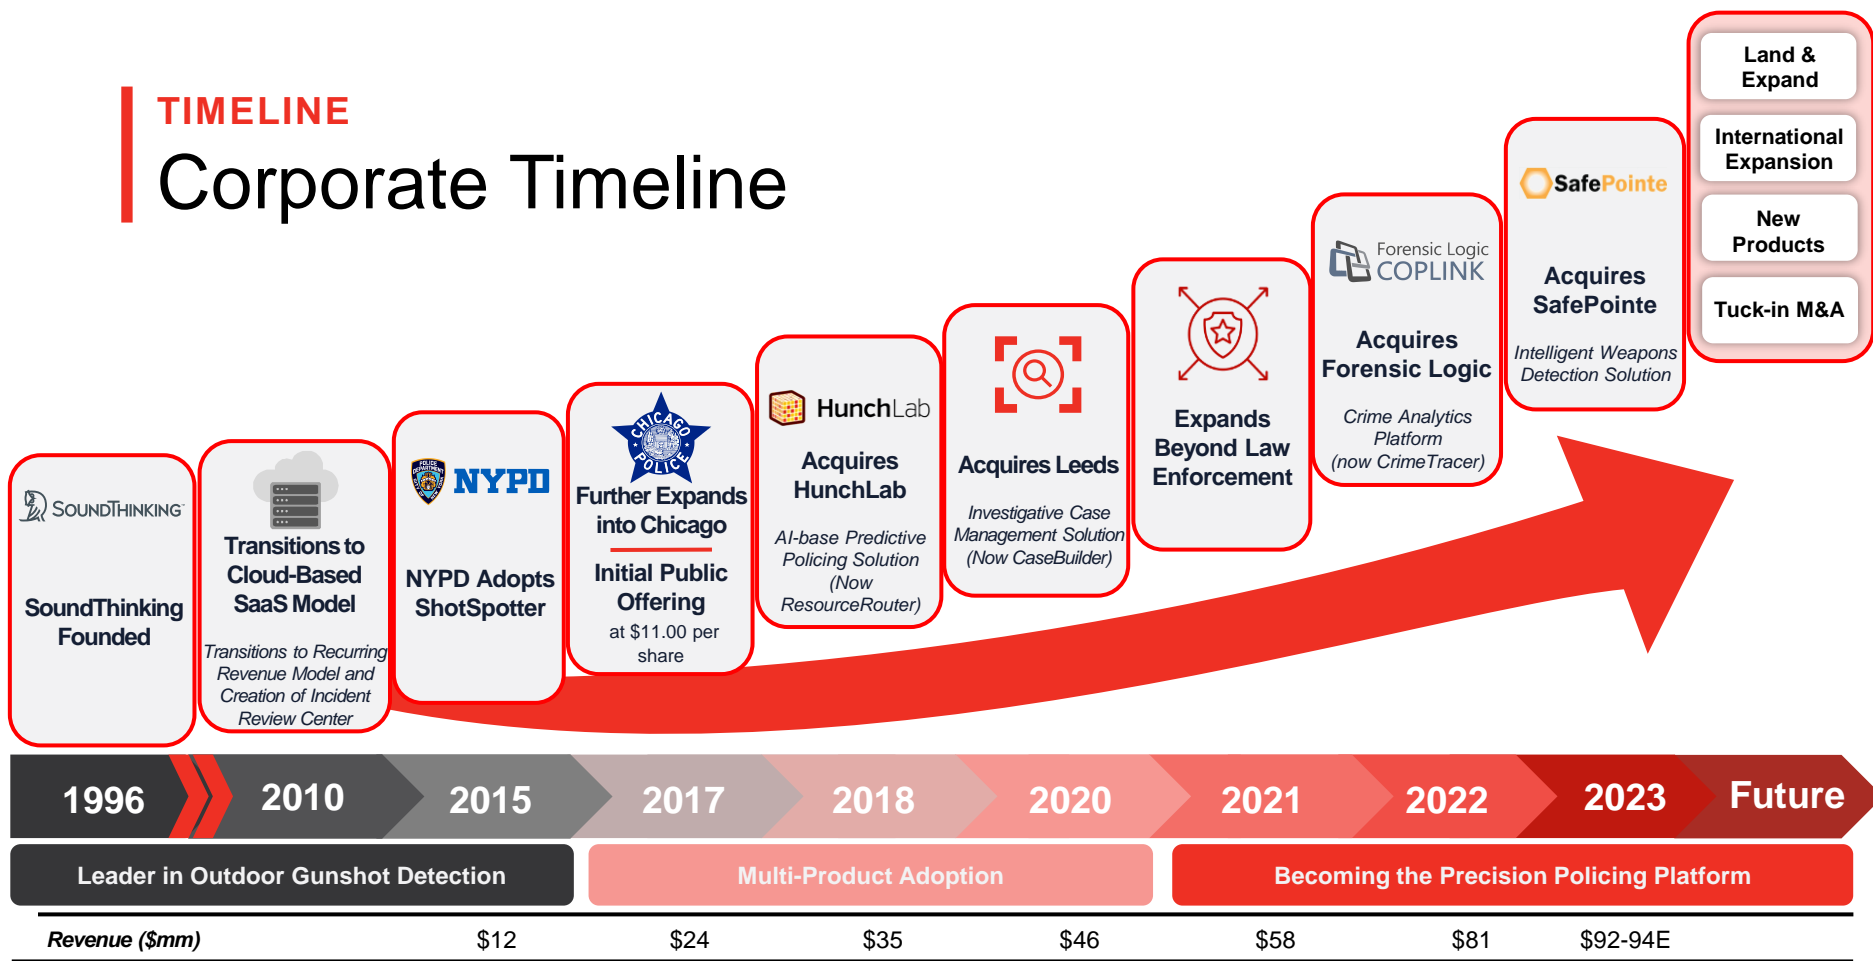 TIMELINE
Corporate Timeline
SOUNDTHINKING
SoundThinking
Founded
Transitions to
Cloud-Based
SaaS Model
Transitions to Recurring
Revenue Model and
Creation of Incident
Review Center
POLICE
DEPARTMENT
CITY OF
NEW YORK
NYPD
NYPD Adopts
ShotSpotter
CHICAGO
POLICE
Further Expands
into Chicago
Initial Public
Offering
at $11.00 per
share
HunchLab
Acquires
HunchLab
AI-base Predictive
Policing Solution
(Now
ResourceRouter)
Acquires Leeds
Investigative Case
Management Solution
(Now CaseBuilder)
Expands
Beyond Law
Enforcement
Forensic Logic
COPLINK
Acquires
Forensic Logic
Crime Analytics
Platform
(now CrimeTracer)
SafePointe
Acquires
SafePointe
Intelligent Weapons
Detection Solution
Land &
Expand
International
Expansion
New
Products
Tuck-in M&A
1996 2010 2015 2017 2018 2020 2021 2022 2023 Future
Leader in Outdoor Gunshot Detection Multi-Product Adoption Becoming the Precision Policing Platform
Revenue ($mm) $12 $24 $35 $46 $58 $81 $92-94E